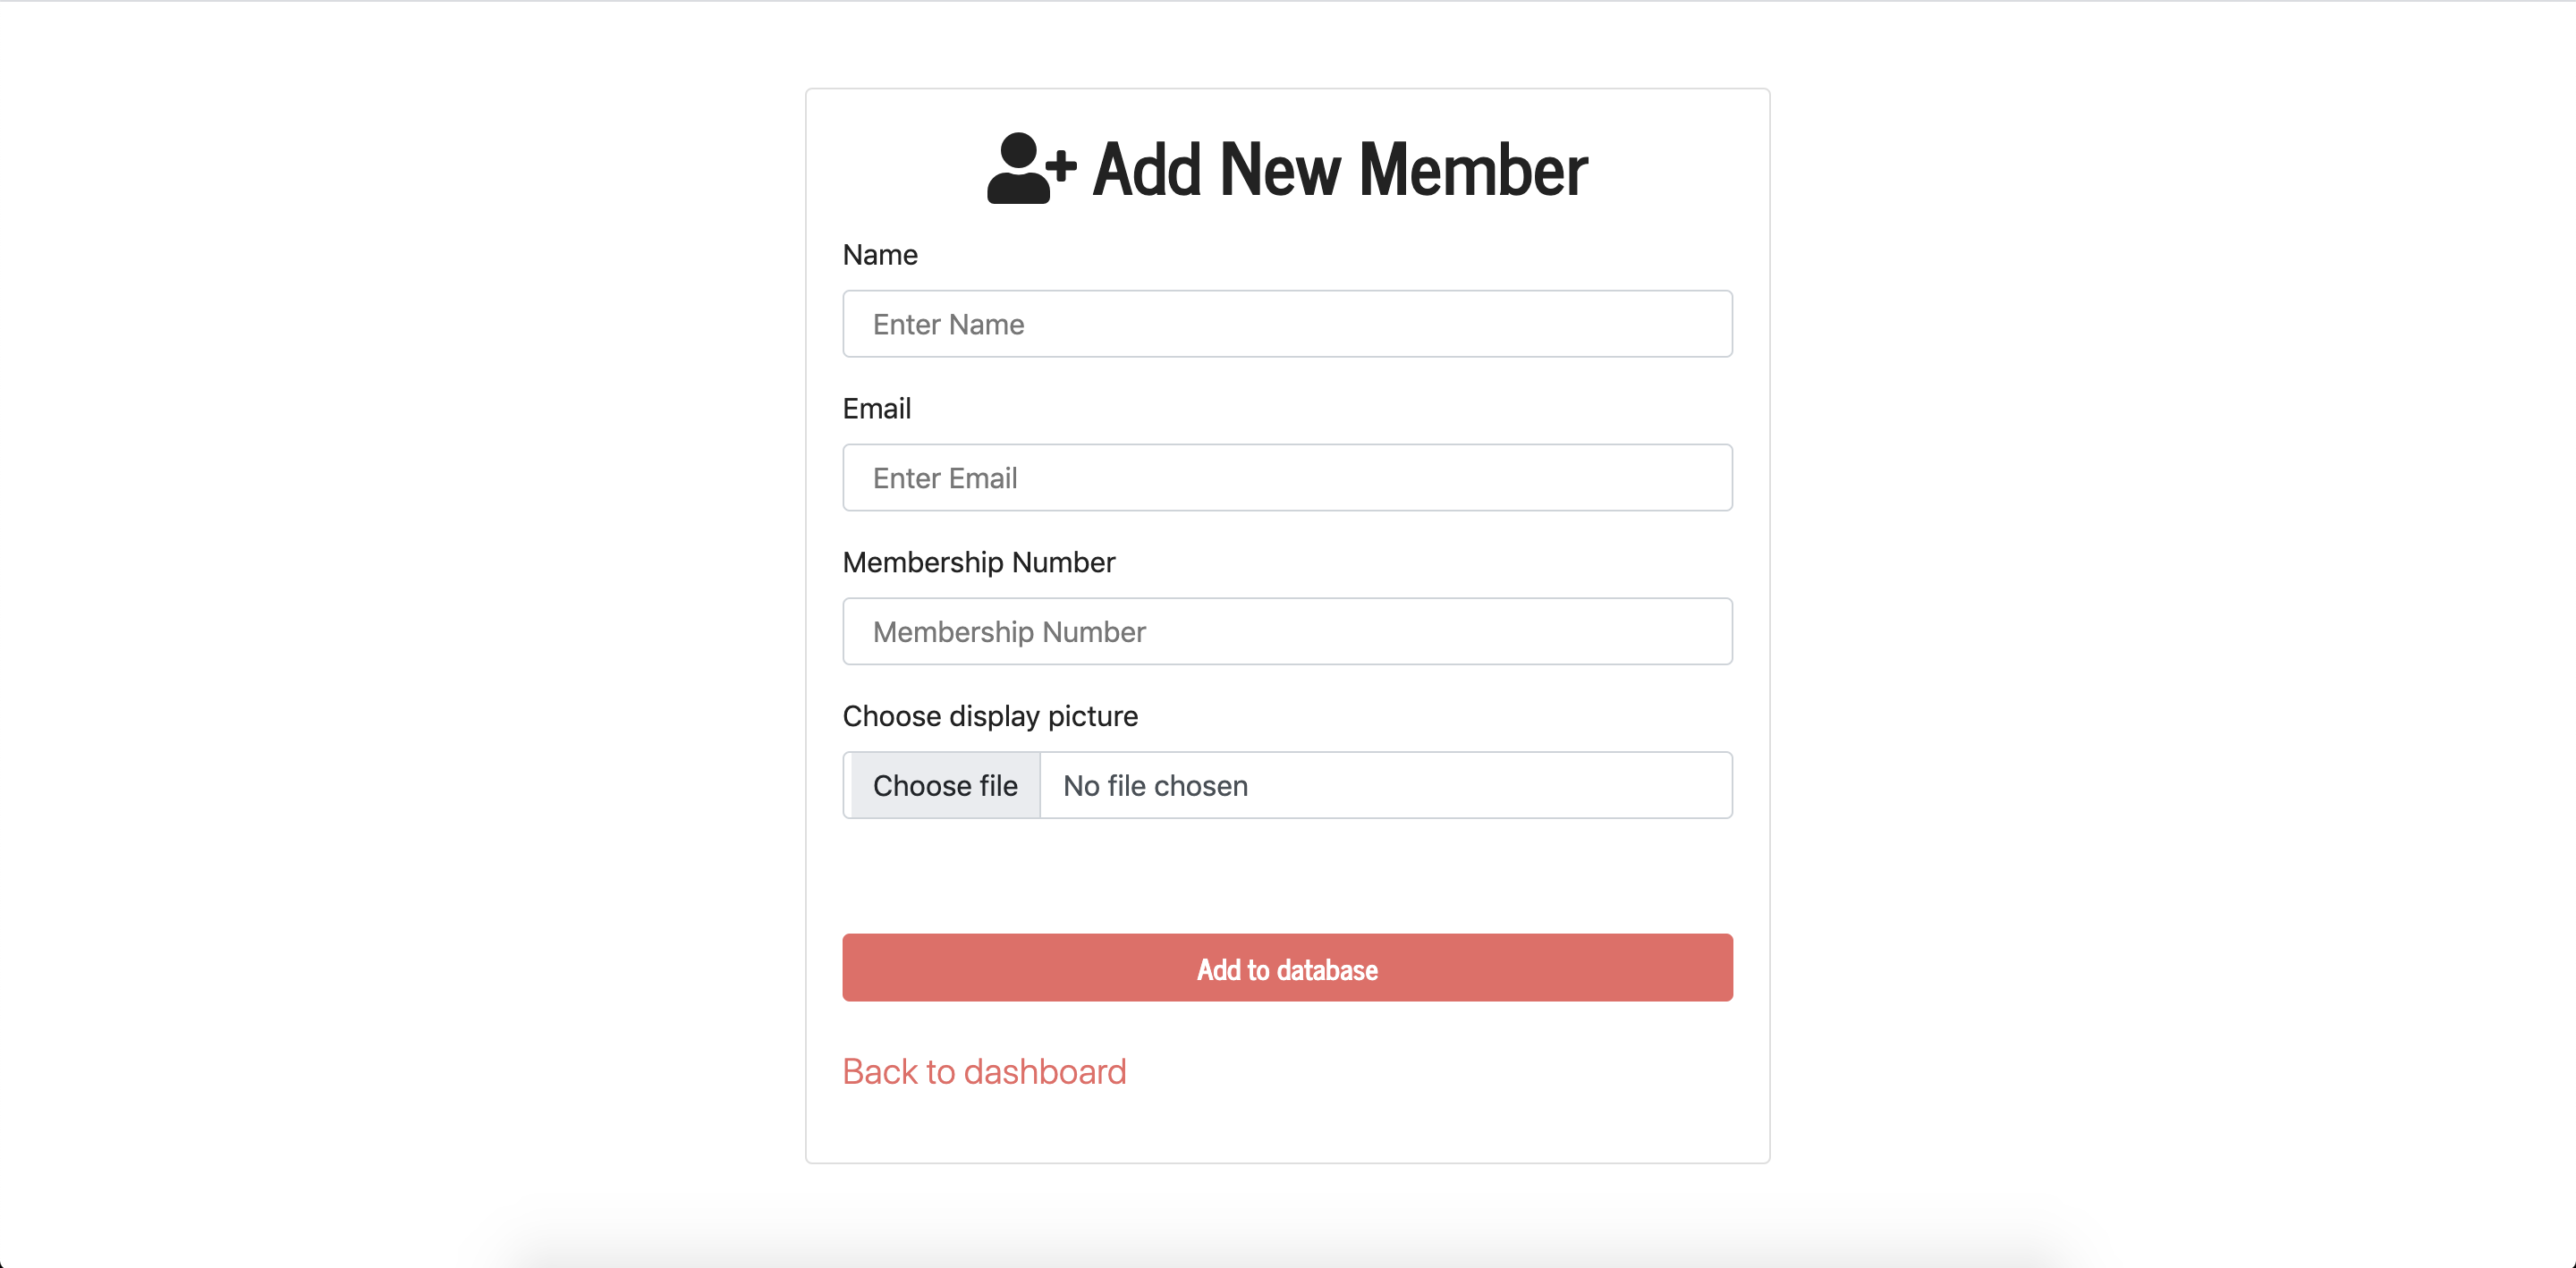 Add New Member
Name
Enter Name
Email
Enter Email
Membership Number
Membership Number
Choose display picture
Choose file No file chosen
Add to database
Back to dashboard